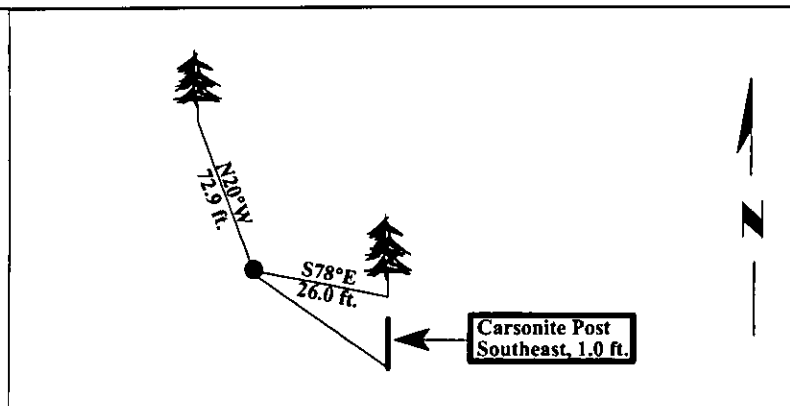 N20°W
72.9 ft.
N
S78°E
26.0 ft.
Carsonite Post
Southeast, 1.0 ft.